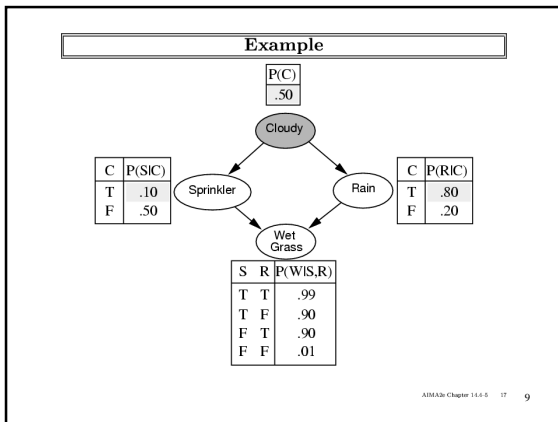 Example
P(C)
.50
Cloudy
C P(S|C)
T .10
F .50
Sprinkler
Rain
C P(R|C)
T .80
F .20
Wet
Grass
S R P(W|S,R)
T T .99
T F .90
F T .90
F F .01
AIMA2e Chapter 14.4-5 17 9